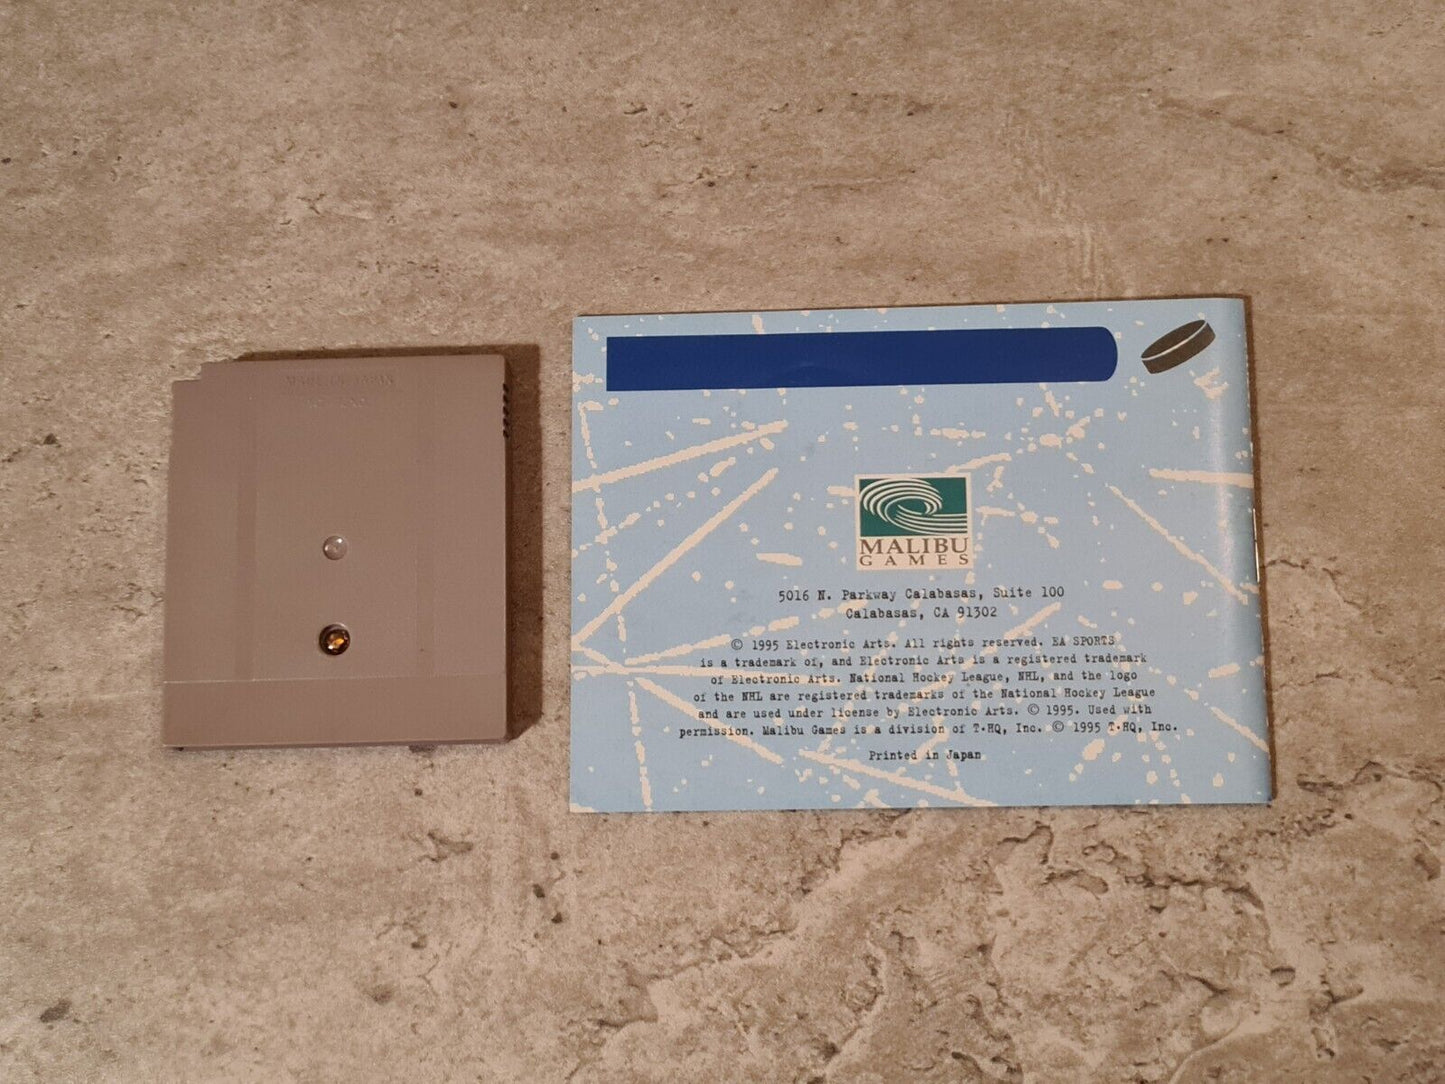 MADE IN JAPAN
MALIBU
GAMES
5016 N. Parkway Calabasas, Suite 100
Calabasas, CA 91302
© 1995 Electronic Arts. All rights reserved. EA SPORTS
is a trademark of, and Electronic Arts is a registered trademark
of Electronic Arts. National Hockey League, NHL, and the logo
of the NHL are registered trademarks of the National Hockey League
and are used under license by Electronic Arts. © 1995. Used with
permission. Malibu Games is a division of T•HQ, Inc. © 1995 T•HQ, Inc.
Printed in Japan